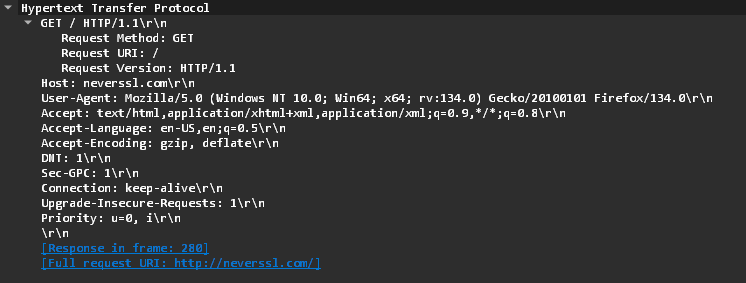 Hypertext Transfer Protocol
GET / HTTP/1.1\r\n
Request Method: GET
Request URI: /
Request Version: HTTP/1.1
Host: neverssl.com\r\n
User-Agent: Mozilla/5.0 (Windows NT 10.0; Win64; x64; rv:134.0) Gecko/20100101 Firefox/134.0\r\n
Accept: text/html,application/xhtml+xml,application/xml;q=0.9,*/*;q=0.8\r\n
Accept-Language: en-US,en;q=0.5\r\n
Accept-Encoding: gzip, deflate\r\n
DNT: 1\r\n
Sec-GPC: 1\r\n
Connection: keep-alive\r\n
Upgrade-Insecure-Requests: 1\r\n
Priority: u=0, i\r\n
\r\n
[Response in frame: 280]
[Full request URI: http://neverssl.com/]